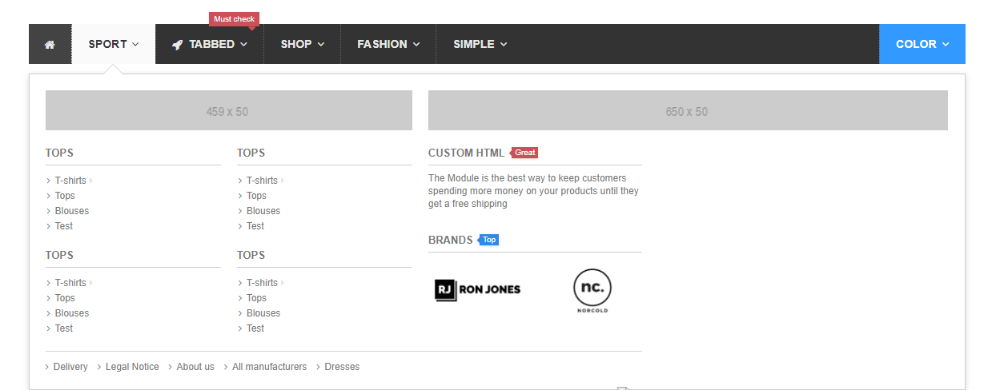 Must check
SPORT TABBED SHOP FASHION SIMPLE COLOR
459 x 50 650 x 50
TOPS TOPS CUSTOM HTML Great
T-shirts T-shirts The Module is the best way to keep customers
Tops Tops spending more money on your products until they
Blouses Blouses get a free shipping
Test Test
BRANDS Top
TOPS TOPS
T-shirts T-shirts RJ RON JONES nc.
Tops Tops
Blouses Blouses NORCOLD
Test Test
Delivery Legal Notice About us All manufacturers Dresses